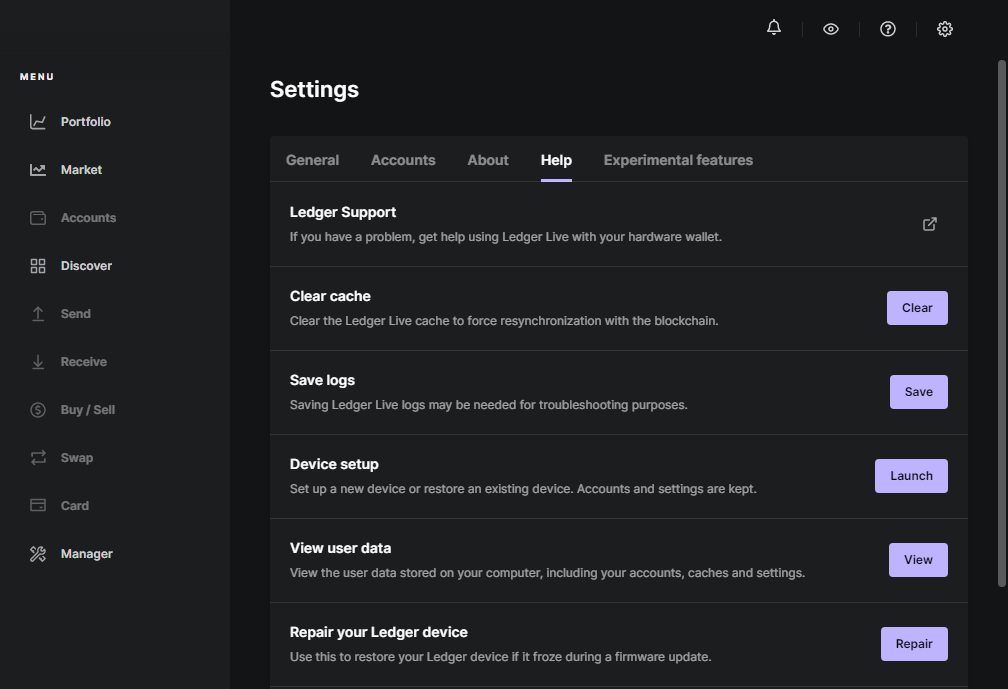 MENU
Portfolio
Market
Accounts
Discover
Send
Receive
Buy / Sell
Swap
Card
Manager
Settings
General Accounts About Help Experimental features
Ledger Support
If you have a problem, get help using Ledger Live with your hardware wallet.
Clear cache
Clear the Ledger Live cache to force resynchronization with the blockchain.
Clear
Save logs
Saving Ledger Live logs may be needed for troubleshooting purposes.
Save
Device setup
Set up a new device or restore an existing device. Accounts and settings are kept.
Launch
View user data
View the user data stored on your computer, including your accounts, caches and settings.
View
Repair your Ledger device
Use this to restore your Ledger device if it froze during a firmware update.
Repair